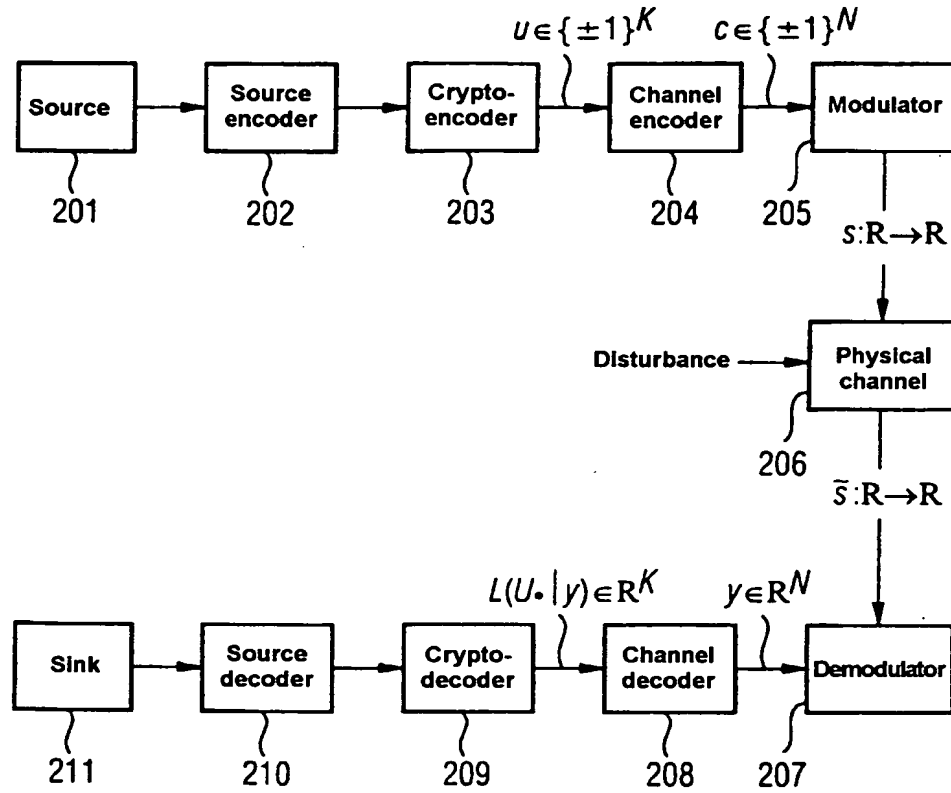 u∈{±1}^K
c∈{±1}^N
Source
Source
encoder
Crypto-
encoder
Channel
encoder
Modulator
201
202
203
204
205
s:R→R
Disturbance
Physical
channel
206
s̃:R→R
L(U•|y)∈R^K
y∈R^N
Sink
Source
decoder
Crypto-
decoder
Channel
decoder
Demodulator
211
210
209
208
207